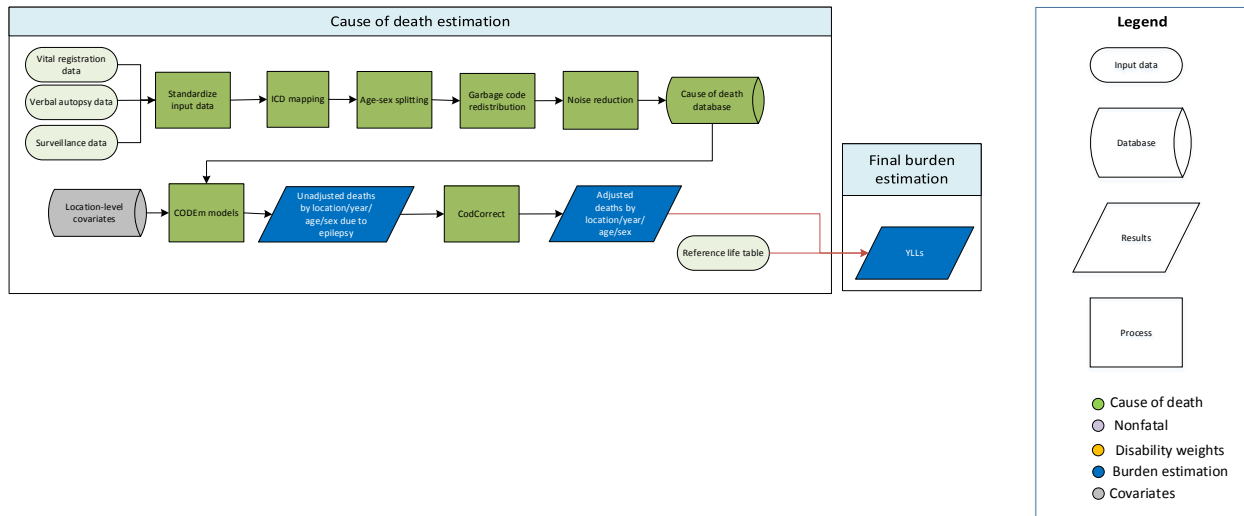 Cause of death estimation
Vital registration
data
Verbal autopsy data
Surveillance data
Standardize
input data
ICD mapping
Age-sex splitting
Garbage code
redistribution
Noise reduction
Cause of death
database
Location-level
covariates
CODEm models
Unadjusted deaths
by location/year/
age/sex due to
epilepsy
CodCorrect
Adjusted
deaths by
location/year/
age/sex
Reference life table
Final burden
estimation
YLLs
Legend
Input data
Database
Results
Process
Cause of death
Nonfatal
Disability weights
Burden estimation
Covariates